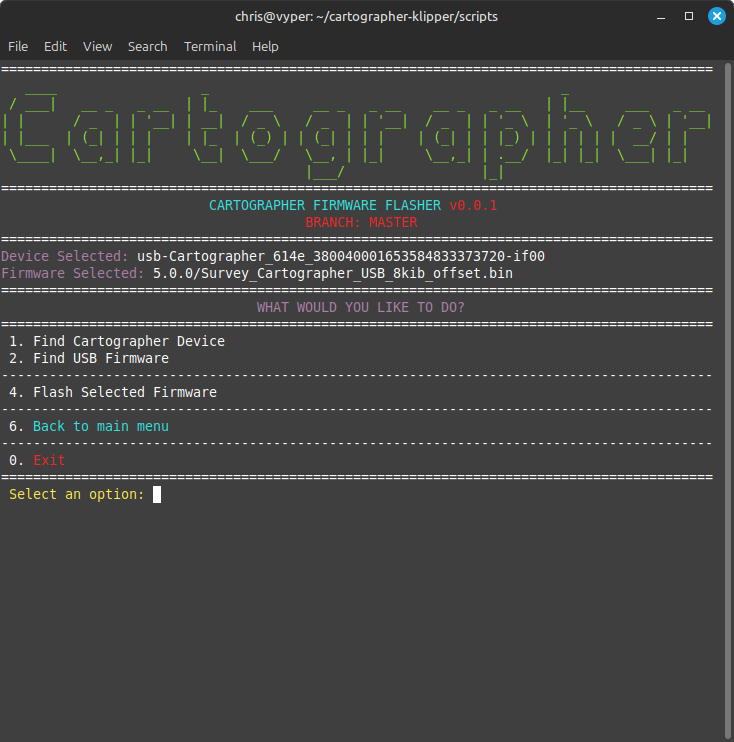 chris@vyper: ~/cartographer-klipper/scripts
File Edit View Search Terminal Help
Cartographer
CARTOGRAPHER FIRMWARE FLASHER v0.0.1
BRANCH: MASTER
Device Selected: usb-Cartographer_614e_380040001653584833373720-if00
Firmware Selected: 5.0.0/Survey_Cartographer_USB_8kib_offset.bin
WHAT WOULD YOU LIKE TO DO?
1. Find Cartographer Device
2. Find USB Firmware
4. Flash Selected Firmware
6. Back to main menu
0. Exit
Select an option: